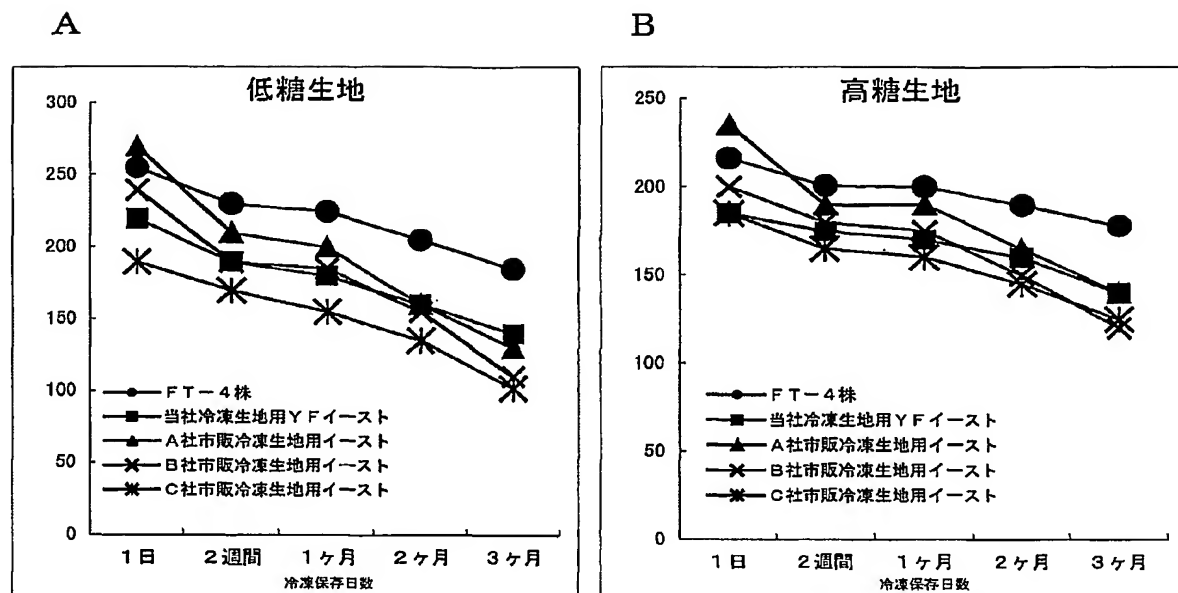 A
低糖生地
300
250
200
150
100
50
0
FT-4株
当社冷凍生地用YFイースト
A社市販冷凍生地用イースト
B社市販冷凍生地用イースト
C社市販冷凍生地用イースト
1日 2週間 1ヶ月 2ヶ月 3ヶ月
冷凍保存日数
B
高糖生地
250
200
150
100
50
0
FT-4株
当社冷凍生地用YFイースト
A社市販冷凍生地用イースト
B社市販冷凍生地用イースト
C社市販冷凍生地用イースト
1日 2週間 1ヶ月 2ヶ月 3ヶ月
冷凍保存日数